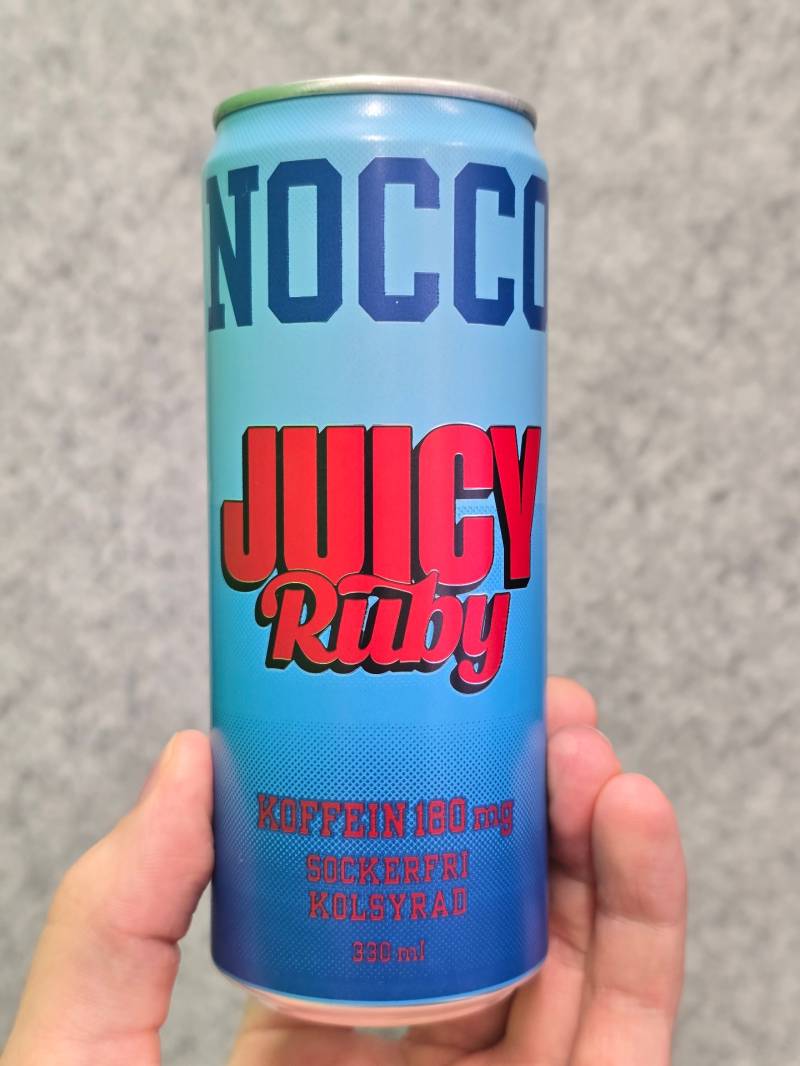 NOCCO
JUICY
Ruby
KOFFEIN 180 mg
SOCKERFRI
KOLSYRAD
330 ml